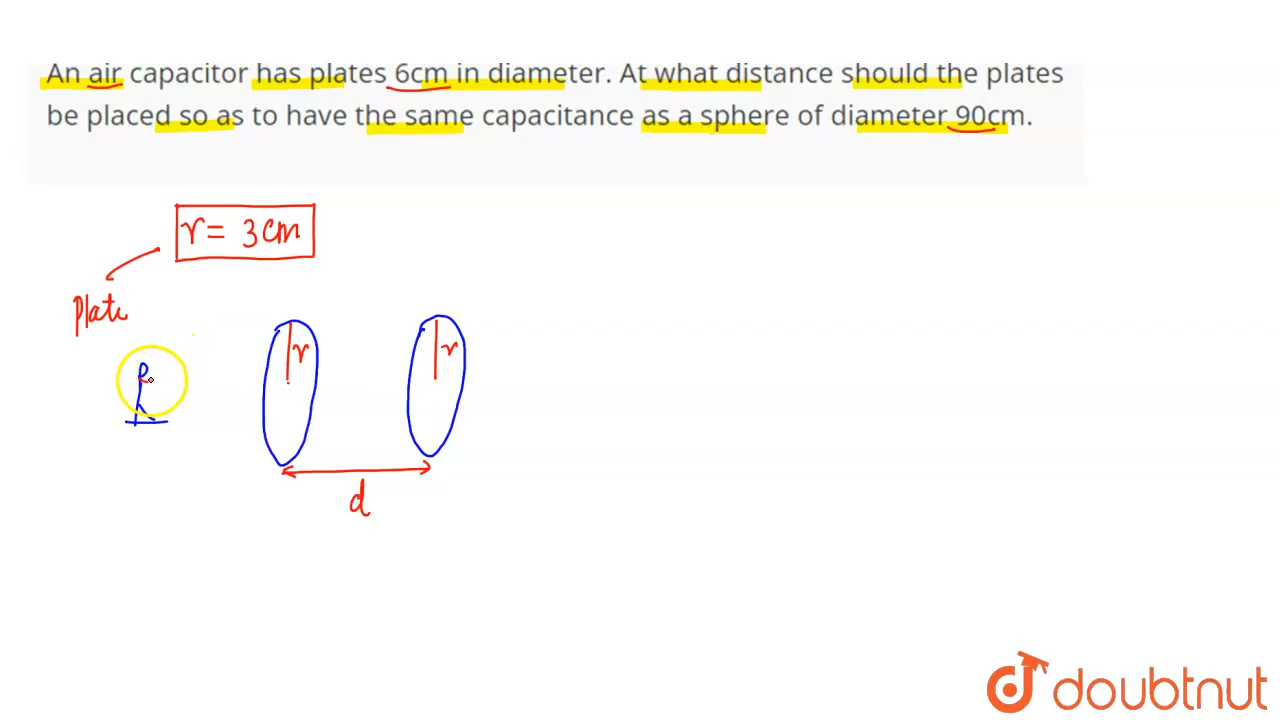 An air capacitor has plates 6cm in diameter. At what distance should the plates
be placed so as to have the same capacitance as a sphere of diameter 90cm.
r = 3cm
Plate
r
r
R
d
doubtnut